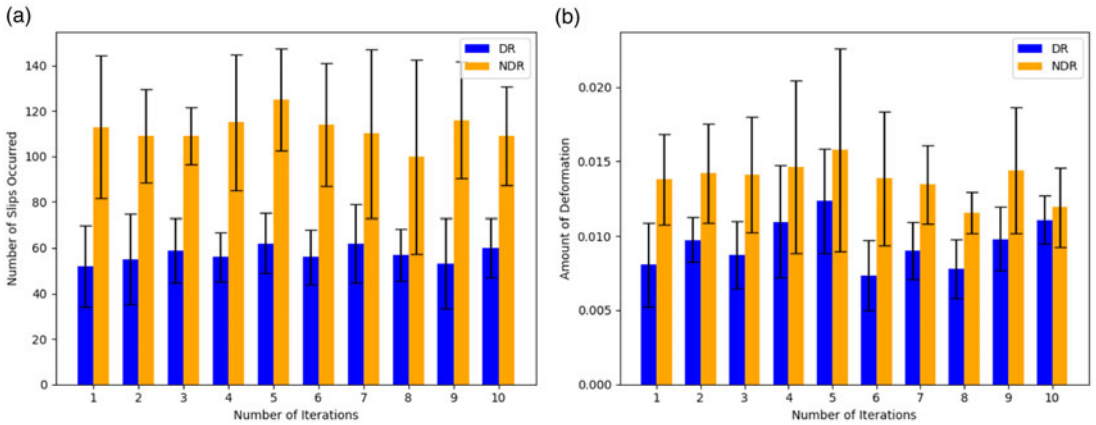 (a)
DR
NDR
140
120
100
80
60
40
20
0
Number of Slips Occurred
1 2 3 4 5 6 7 8 9 10
Number of Iterations
(b)
DR
NDR
0.020
0.015
0.010
0.005
0.000
Amount of Deformation
1 2 3 4 5 6 7 8 9 10
Number of Iterations